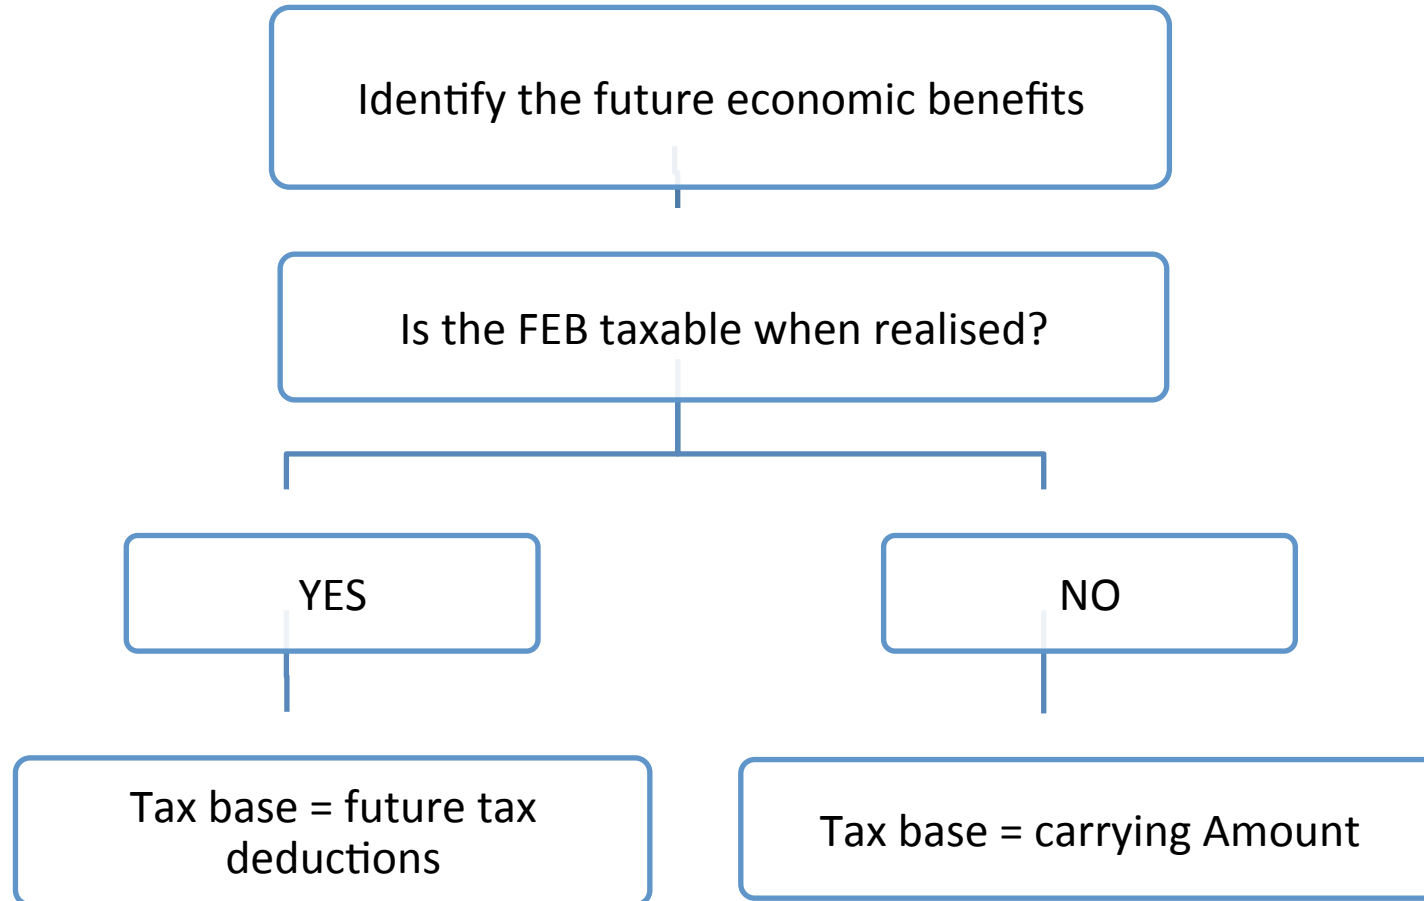 Identify the future economic benefits
Is the FEB taxable when realised?
YES
NO
Tax base = future tax
deductions
Tax base = carrying Amount